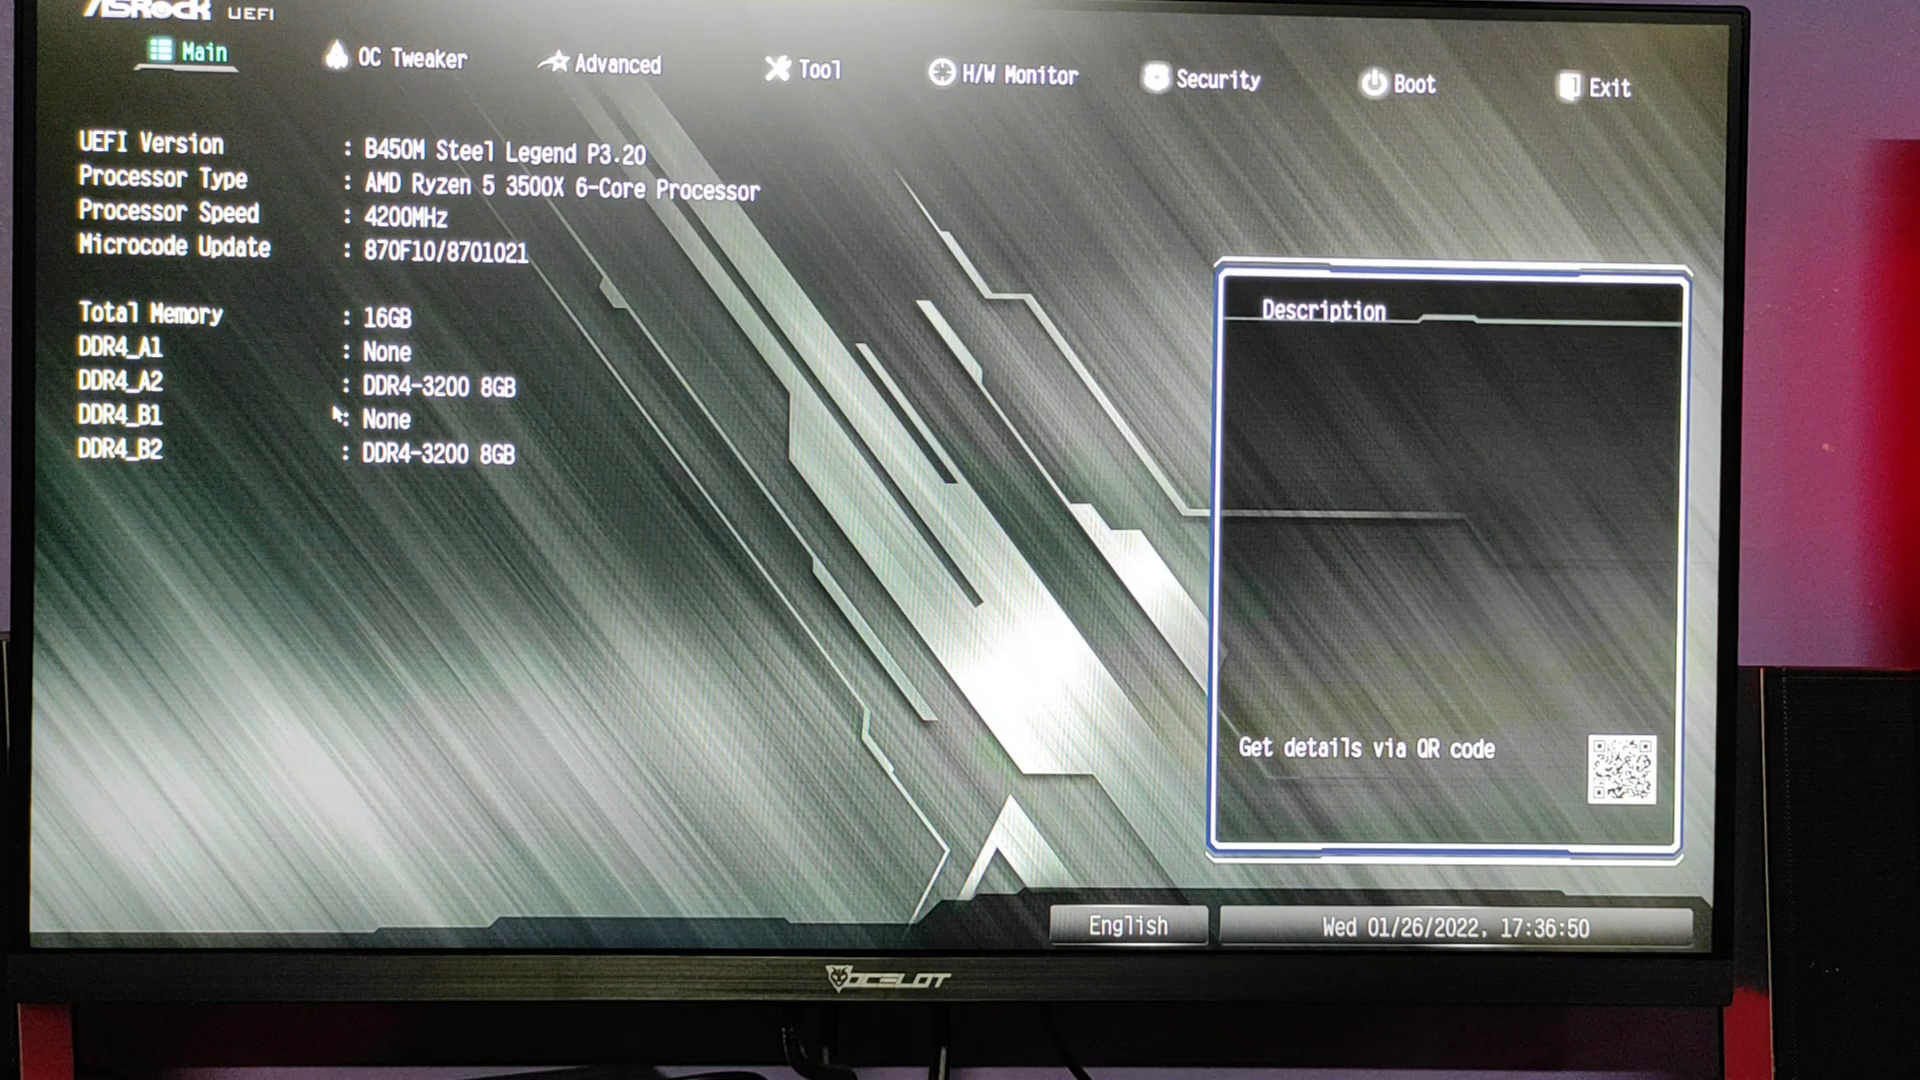 ASRock UEFI
Main OC Tweaker Advanced Tool H/W Monitor Security Boot Exit
UEFI Version : B450M Steel Legend P3.20
Processor Type : AMD Ryzen 5 3500X 6-Core Processor
Processor Speed : 4200MHz
Microcode Update : 870F10/8701021
Total Memory : 16GB
DDR4_A1 : None
DDR4_A2 : DDR4-3200 8GB
DDR4_B1 : None
DDR4_B2 : DDR4-3200 8GB
Description
Get details via QR code
English
Wed 01/26/2022, 17:36:50
OCELOT